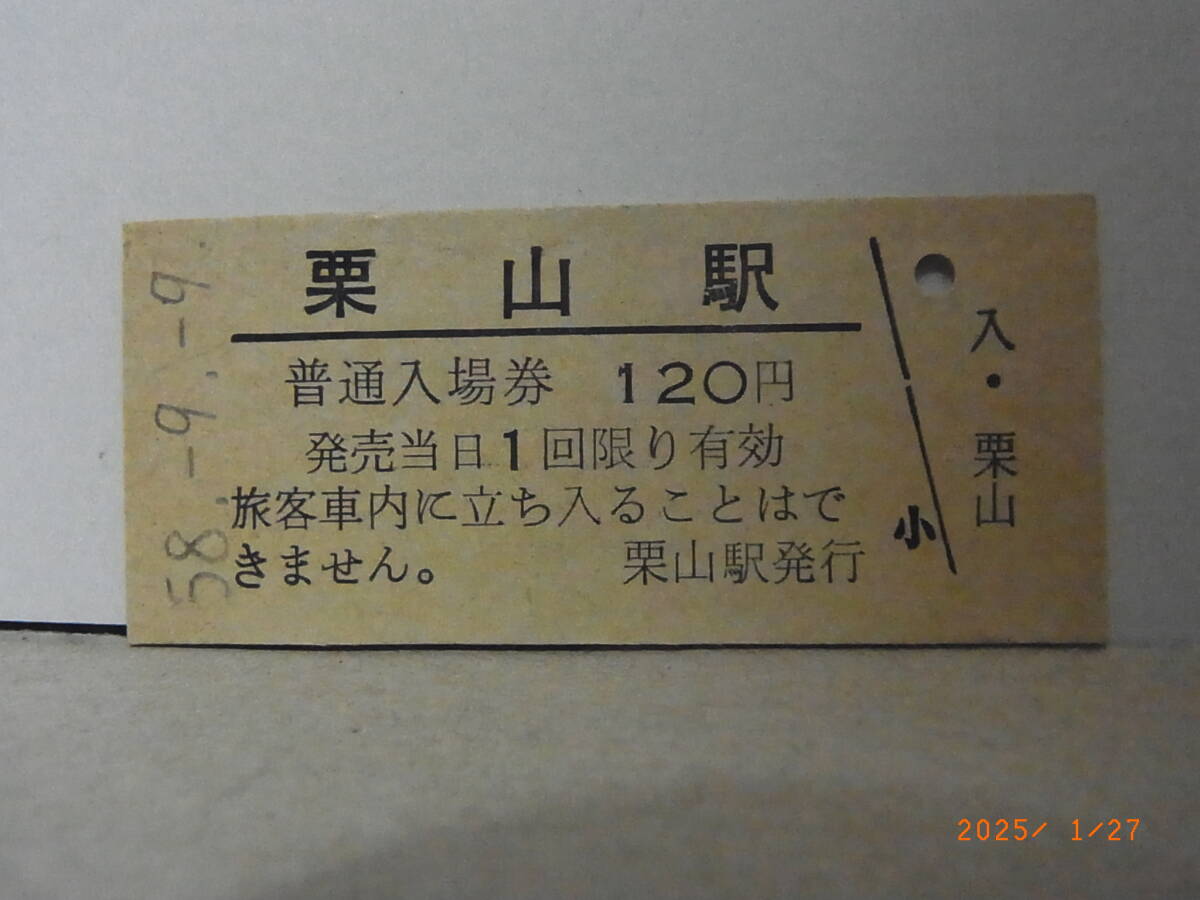 58.-9.-9.
栗山駅
普通入場券 120円
発売当日1回限り有効
旅客車内に立ち入ることはで
きません。 栗山駅発行
小
入・栗山
2025/ 1/27